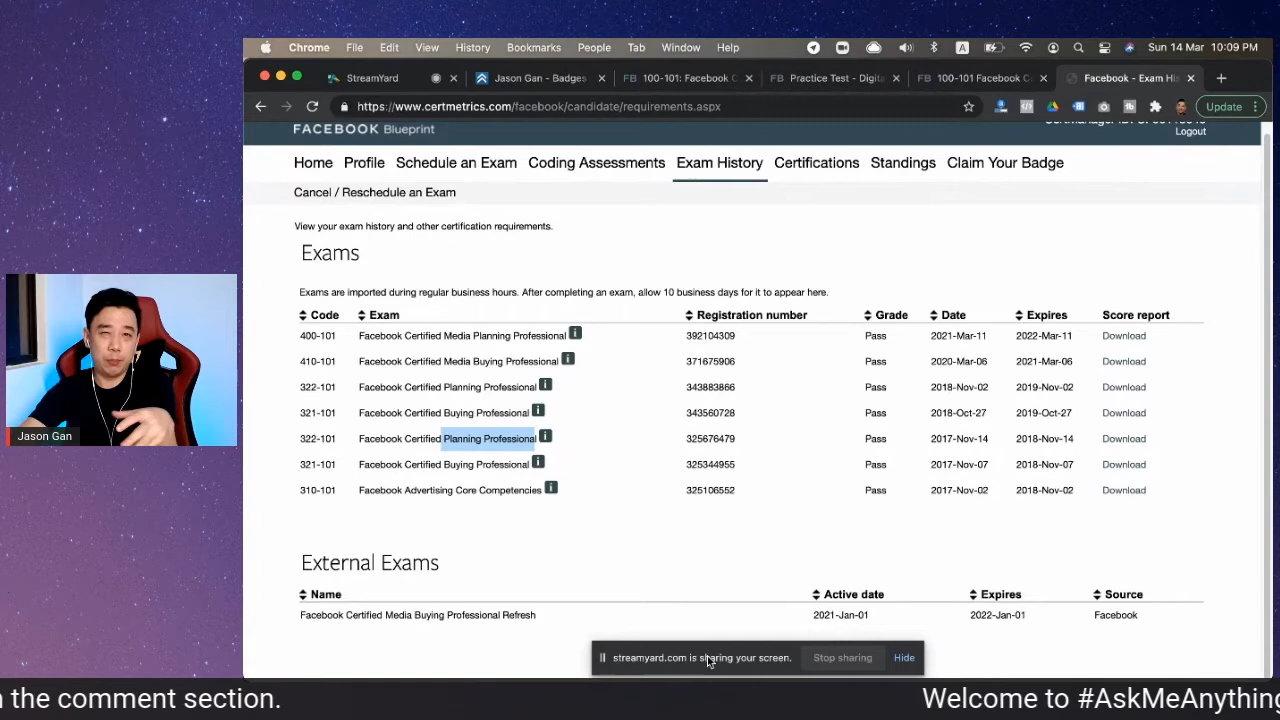 Chrome File Edit View History Bookmarks People Tab Window Help A Sun 14 Mar 10:09 PM
StreamYard Jason Gan - Badges FB 100-101: Facebook C Practice Test - Digita FB 100-101 Facebook C Facebook - Exam His
https://www.certmetrics.com/facebook/candidate/requirements.aspx Update
FACEBOOK Blueprint
Logout
Home Profile Schedule an Exam Coding Assessments Exam History Certifications Standings Claim Your Badge
Cancel / Reschedule an Exam
View your exam history and other certification requirements.
Exams
Exams are imported during regular business hours. After completing an exam, allow 10 business days for it to appear here.
Code Exam Registration number Grade Date Expires Score report
400-101 Facebook Certified Media Planning Professional i 392104309 Pass 2021-Mar-11 2022-Mar-11 Download
410-101 Facebook Certified Media Buying Professional i 371675906 Pass 2020-Mar-06 2021-Mar-06 Download
322-101 Facebook Certified Planning Professional i 343883866 Pass 2018-Nov-02 2019-Nov-02 Download
321-101 Facebook Certified Buying Professional i 343560728 Pass 2018-Oct-27 2019-Oct-27 Download
322-101 Facebook Certified Planning Professional i 325676479 Pass 2017-Nov-14 2018-Nov-14 Download
321-101 Facebook Certified Buying Professional i 325344955 Pass 2017-Nov-07 2018-Nov-07 Download
310-101 Facebook Advertising Core Competencies i 325106552 Pass 2017-Nov-02 2018-Nov-02 Download
Jason Gan
External Exams
Name Active date Expires Source
Facebook Certified Media Buying Professional Refresh 2021-Jan-01 2022-Jan-01 Facebook
streamyard.com is sharing your screen. Stop sharing Hide
n the comment section. Welcome to #AskMeAnything